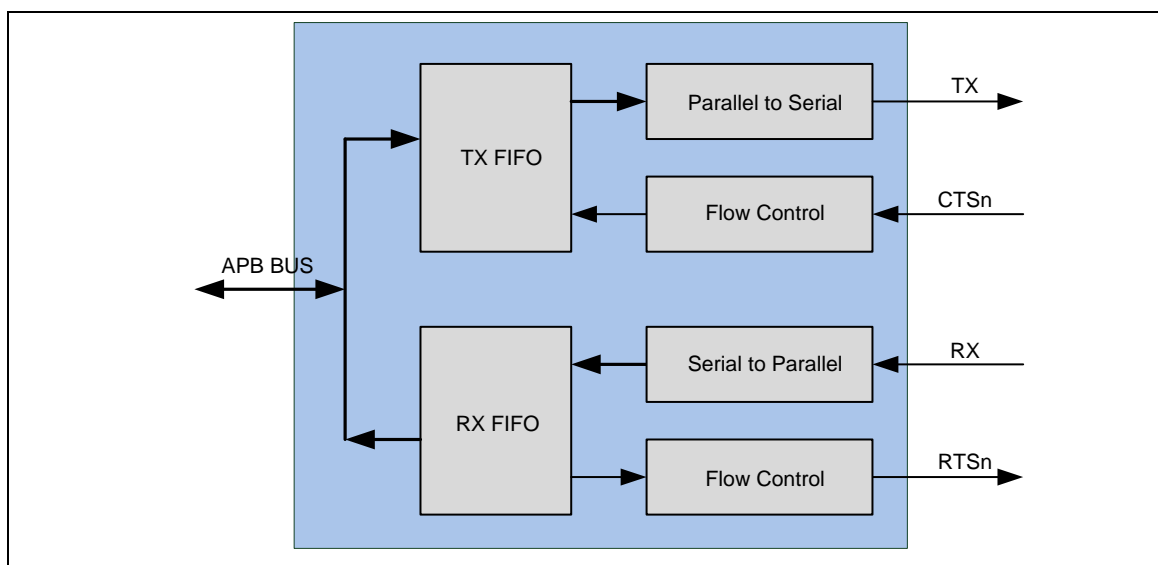 TX
Parallel to Serial
TX FIFO
CTSn
Flow Control
APB BUS
RX
Serial to Parallel
RX FIFO
RTSn
Flow Control